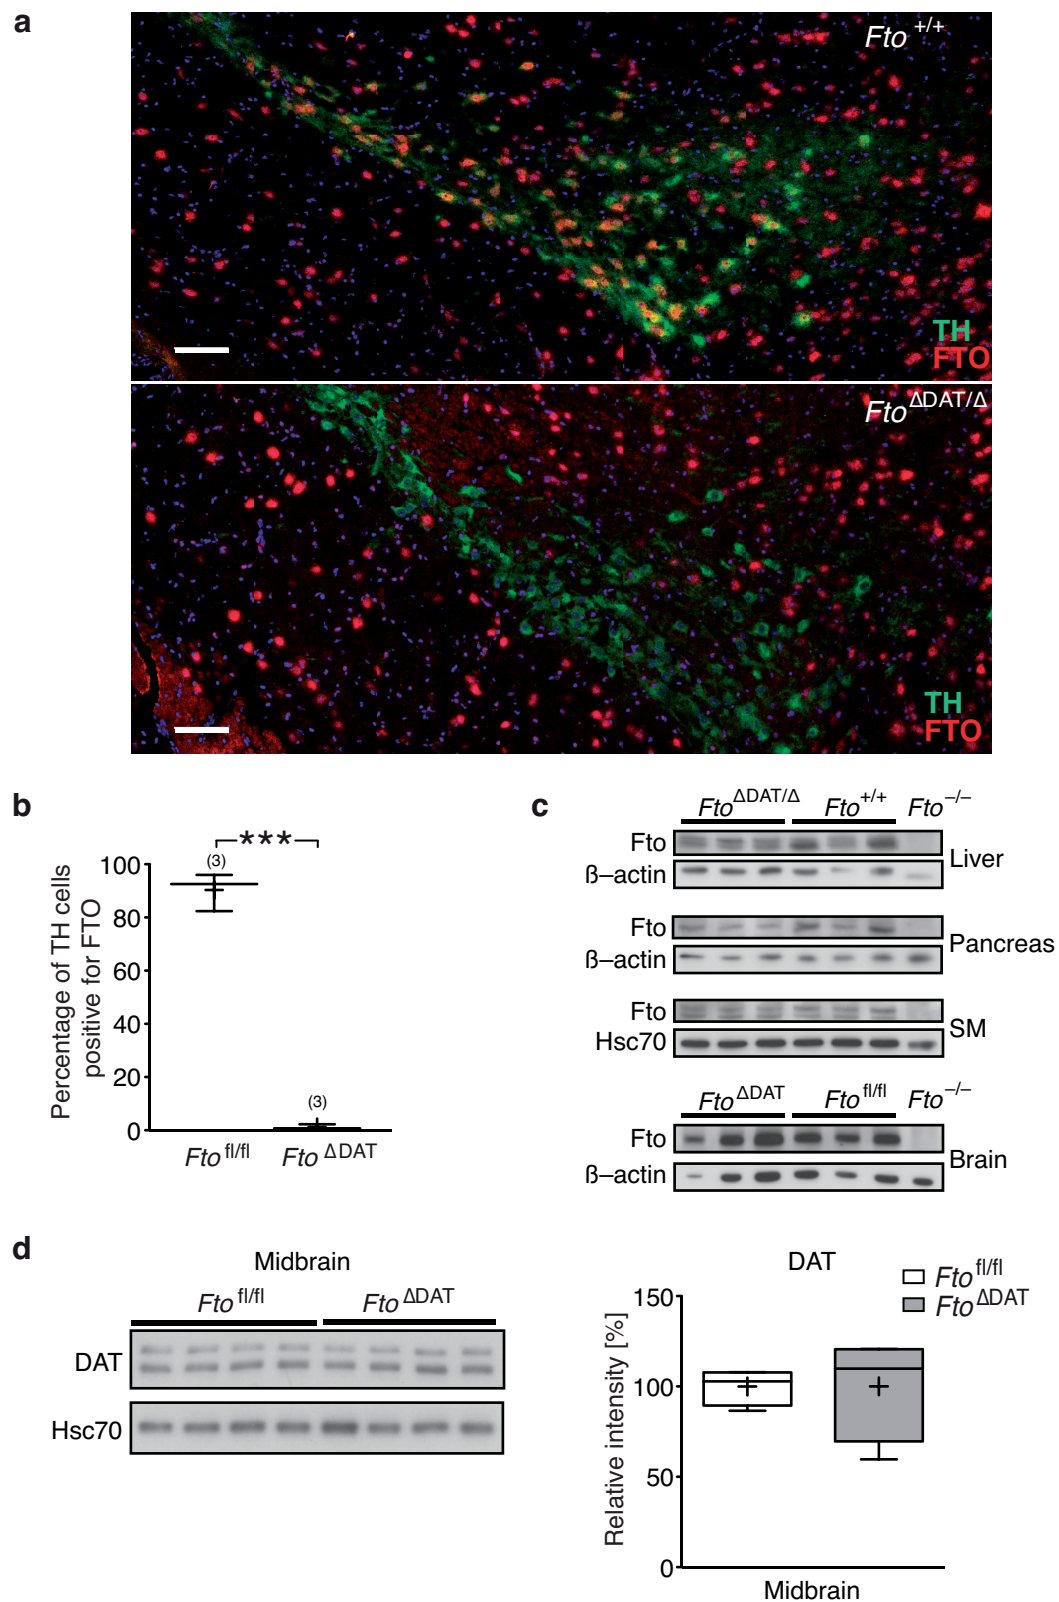 a
Fto +/+
TH
FTO
Fto ΔDAT/Δ
TH
FTO
b
***
(3)
(3)
100
80
60
40
20
0
Percentage of TH cells
positive for FTO
Fto fl/fl
Fto ΔDAT
c
Fto ΔDAT/Δ Fto +/+ Fto –/–
Fto
Liver
ß–actin
Fto
Pancreas
ß–actin
Fto
SM
Hsc70
Fto ΔDAT Fto fl/fl Fto –/–
Fto
Brain
ß–actin
d
Midbrain
Fto fl/fl Fto ΔDAT
DAT
Hsc70
DAT
Fto fl/fl
Fto ΔDAT
150
100
50
0
Relative intensity [%]
Midbrain